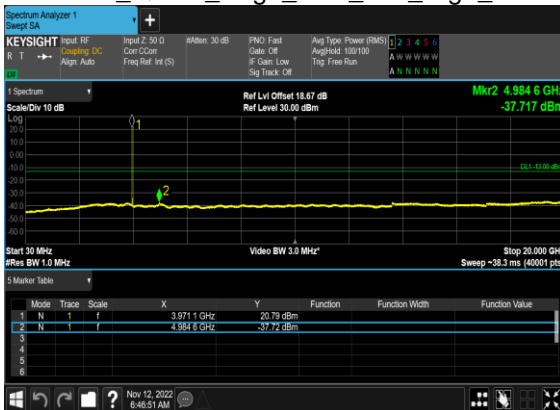 Spectrum Analyzer 1
Swept SA
KEYSIGHT
R T
Input: RF
Coupling: DC
Align: Auto
Input Z: 50 Ω
Corr CCorr
Freq Ref: Int (S)
#Atten: 30 dB
PNO: Fast
Gate: Off
IF Gain: Low
Sig Track: Off
Avg Type: Power (RMS)
Avg|Hold: 100/100
Trig: Free Run
1 2 3 4 5 6
A W W W W W
A N N N N N
1 Spectrum
Scale/Div 10 dB
Ref Lvl Offset 18.67 dB
Ref Level 30.00 dBm
Mkr2 4.984 6 GHz
-37.717 dBm
Log
20.0
10.0
0.00
-10.0
-20.0
-30.0
-40.0
-50.0
-60.0
1
2
DL1 -13.00 dBm
Start 30 MHz
#Res BW 1.0 MHz
Video BW 3.0 MHz*
Stop 20.000 GH
Sweep ~38.3 ms (40001 pts
5 Marker Table
Mode Trace Scale X Y Function Function Width Function Value
1 N 1 f 3.971 1 GHz 20.79 dBm
2 N 1 f 4.984 6 GHz -37.72 dBm
3
4
5
6
Nov 12, 2022
6:46:51 AM